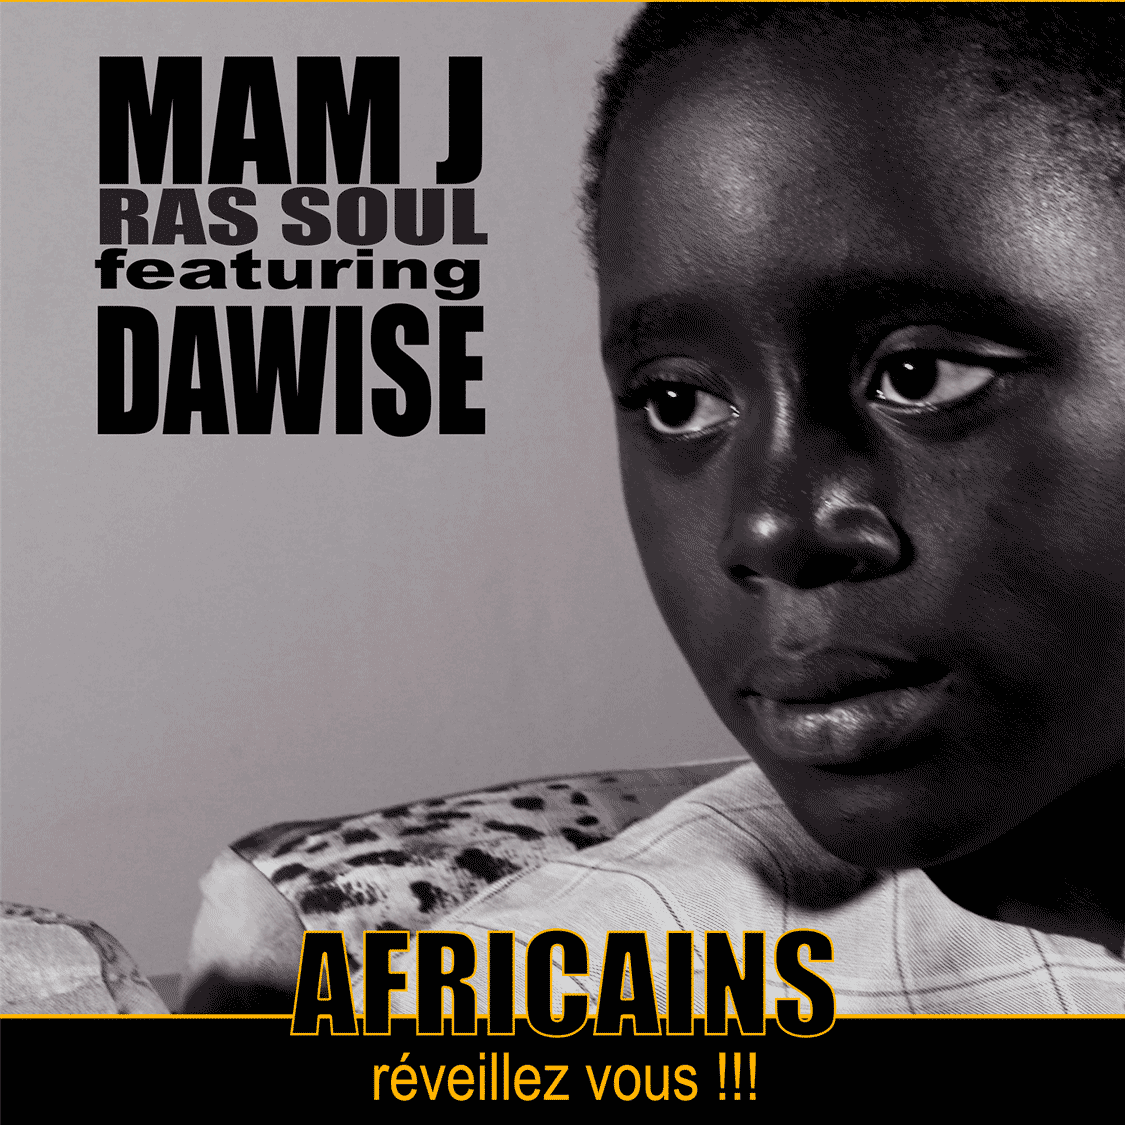 MAM J
RAS SOUL
featuring
DAWISE
AFRICAINS
réveillez vous !!!